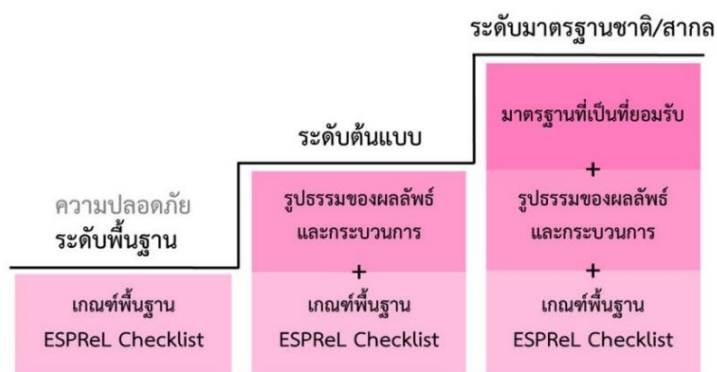 ระดับมาตรฐานชาติ/สากล
มาตรฐานที่เป็นที่ยอมรับ
+
รูปธรรมของผลลัพธ์
และกระบวนการ
+
เกณฑ์พื้นฐาน
ESPReL Checklist
ระดับต้นแบบ
รูปธรรมของผลลัพธ์
และกระบวนการ
+
เกณฑ์พื้นฐาน
ESPReL Checklist
ความปลอดภัย
ระดับพื้นฐาน
เกณฑ์พื้นฐาน
ESPReL Checklist